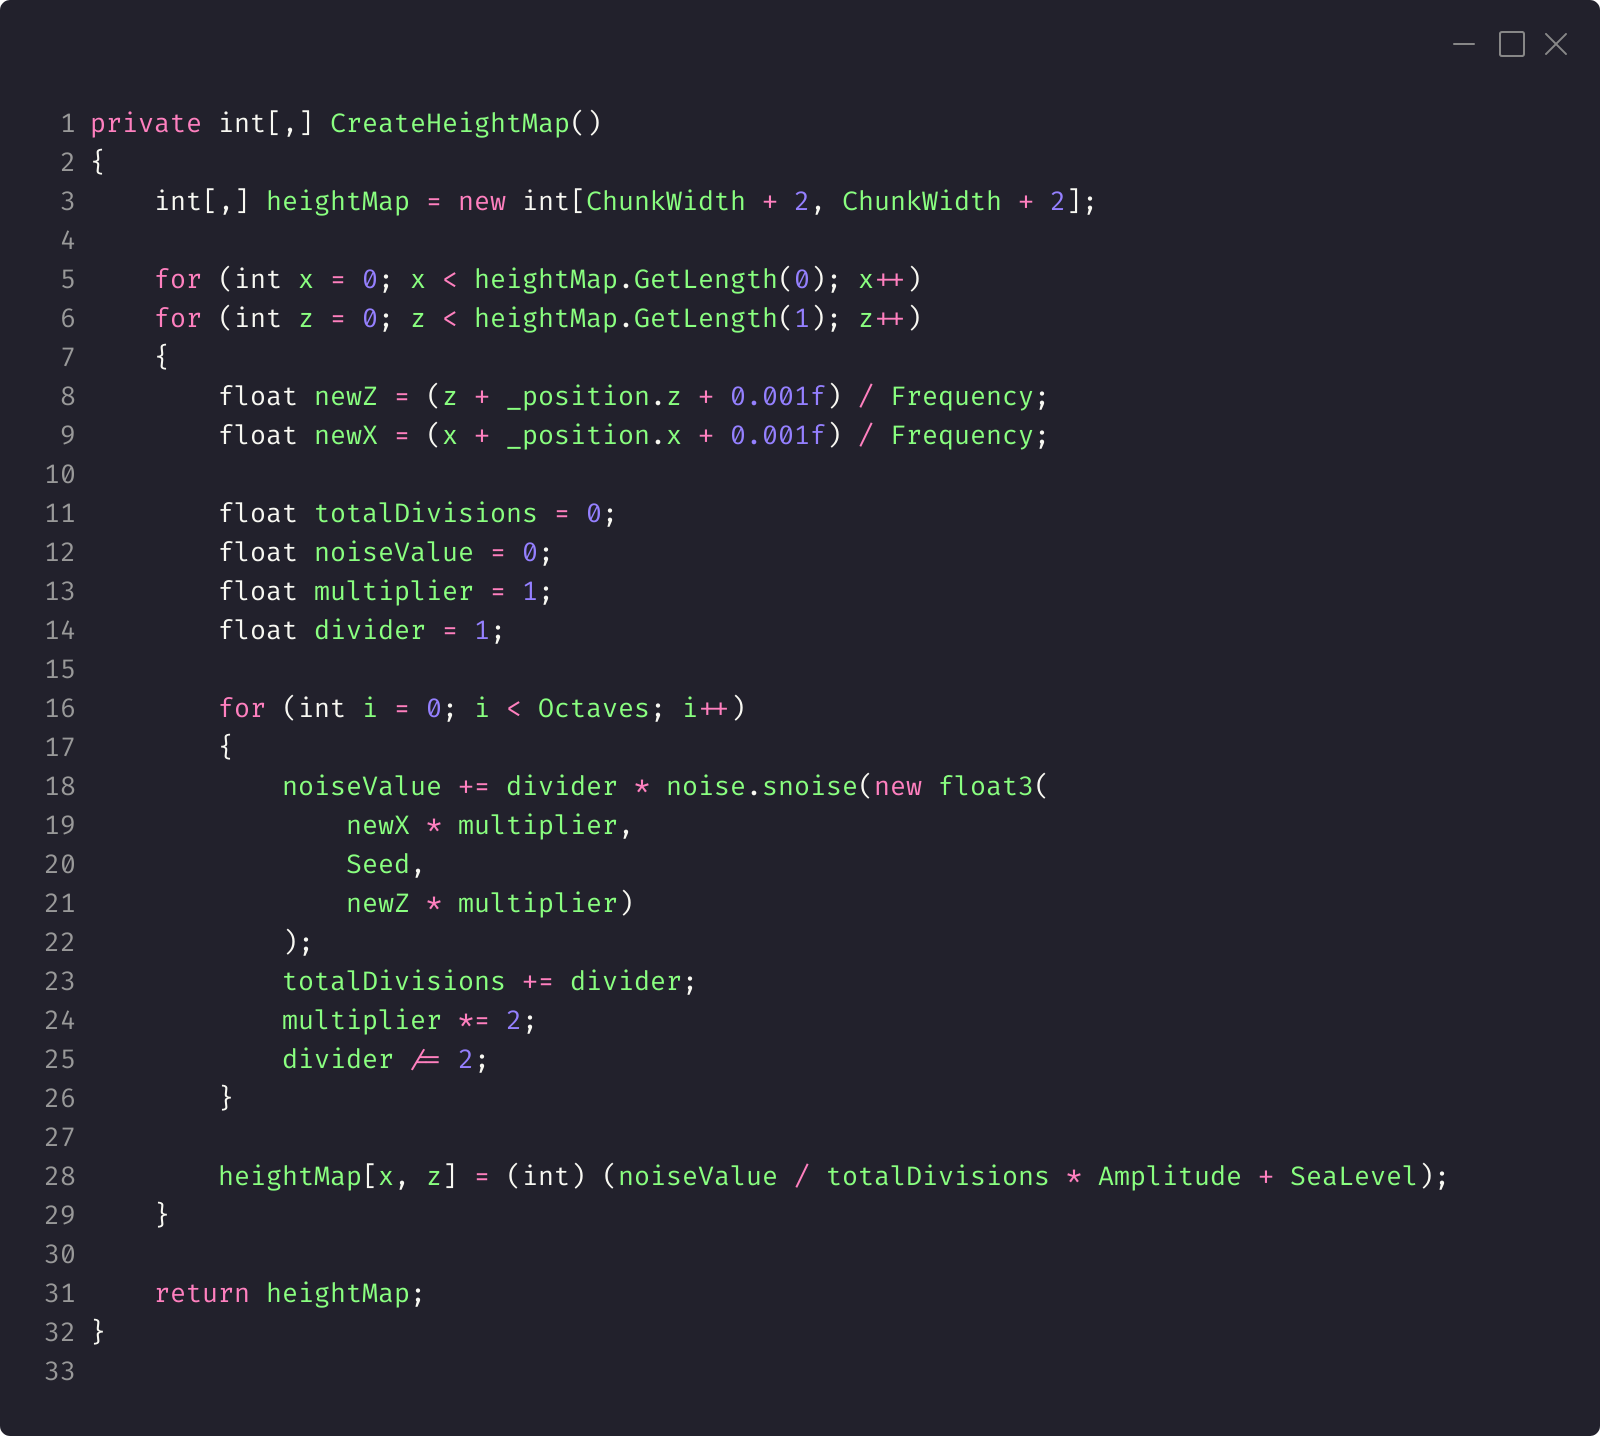 1 private int[,] CreateHeightMap()
2 {
3     int[,] heightMap = new int[ChunkWidth + 2, ChunkWidth + 2];
4
5     for (int x = 0; x < heightMap.GetLength(0); x++)
6     for (int z = 0; z < heightMap.GetLength(1); z++)
7     {
8         float newZ = (z + _position.z + 0.001f) / Frequency;
9         float newX = (x + _position.x + 0.001f) / Frequency;
10
11         float totalDivisions = 0;
12         float noiseValue = 0;
13         float multiplier = 1;
14         float divider = 1;
15
16         for (int i = 0; i < Octaves; i++)
17         {
18             noiseValue += divider * noise.snoise(new float3(
19                 newX * multiplier,
20                 Seed,
21                 newZ * multiplier)
22             );
23             totalDivisions += divider;
24             multiplier *= 2;
25             divider /= 2;
26         }
27
28         heightMap[x, z] = (int) (noiseValue / totalDivisions * Amplitude + SeaLevel);
29     }
30
31     return heightMap;
32 }
33